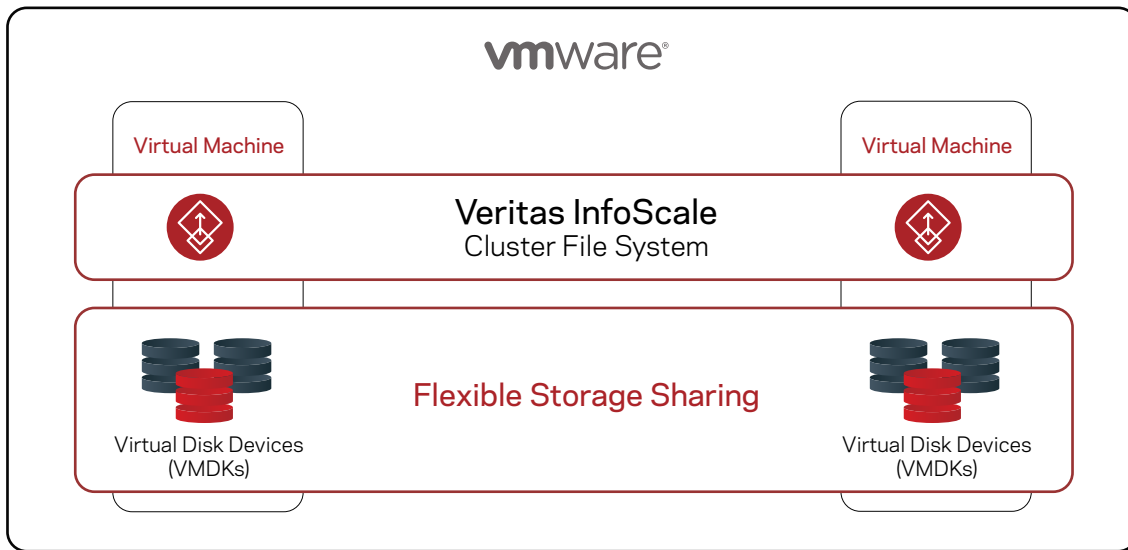 vmware®
Virtual Machine
Virtual Machine
Veritas InfoScale
Cluster File System
Flexible Storage Sharing
Virtual Disk Devices
(VMDKs)
Virtual Disk Devices
(VMDKs)